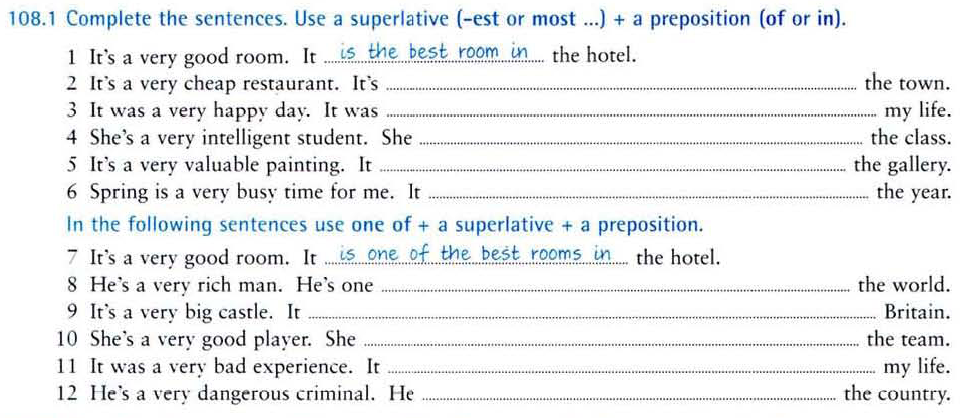 108.1 Complete the sentences. Use a superlative (-est or most ...) + a preposition (of or in).
1 It's a very good room. It ....is the best room in.... the hotel.
2 It's a very cheap restaurant. It's .... the town.
3 It was a very happy day. It was .... my life.
4 She's a very intelligent student. She .... the class.
5 It's a very valuable painting. It .... the gallery.
6 Spring is a very busy time for me. It .... the year.
In the following sentences use one of + a superlative + a preposition.
7 It's a very good room. It ....is one of the best rooms in.... the hotel.
8 He's a very rich man. He's one .... the world.
9 It's a very big castle. It .... Britain.
10 She's a very good player. She .... the team.
11 It was a very bad experience. It .... my life.
12 He's a very dangerous criminal. He .... the country.